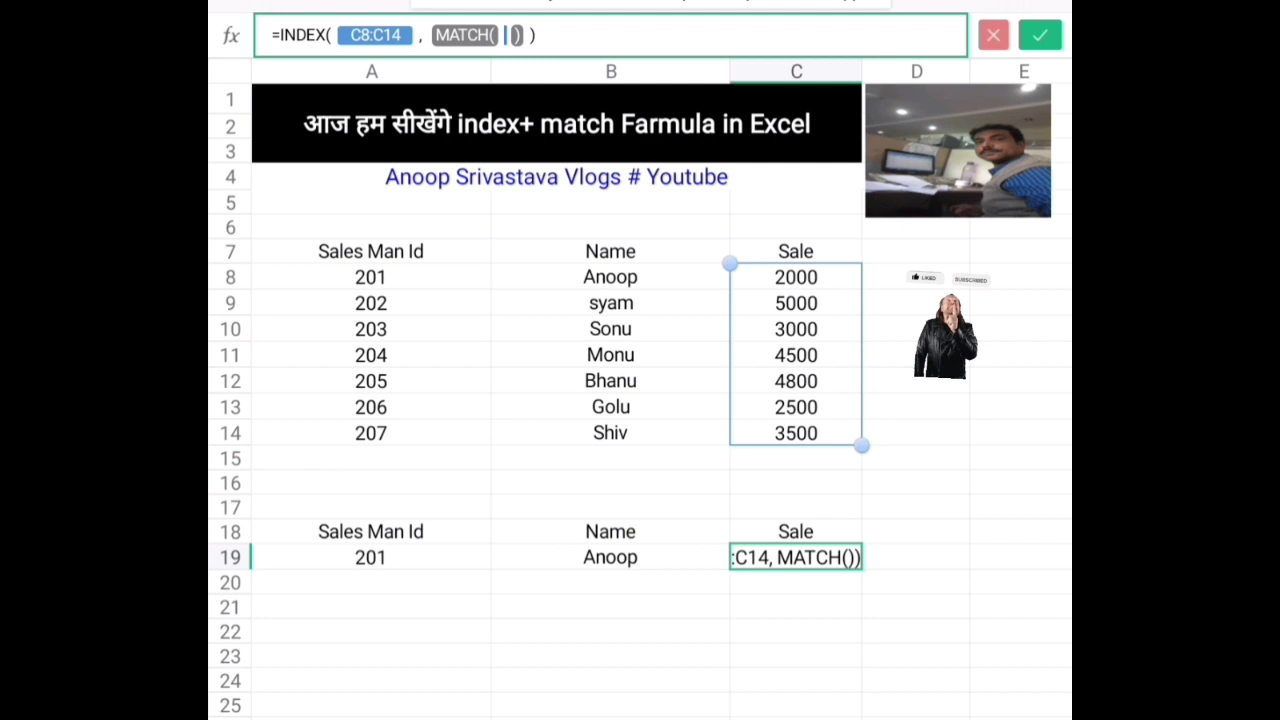 fx =INDEX( C8:C14 , MATCH( ) )
A B C D E
1
2 आज हम सीखेंगे index+ match Farmula in Excel
3
4 Anoop Srivastava Vlogs # Youtube
5
6
7 Sales Man Id Name Sale
8 201 Anoop 2000 LIKED SUBSCRIBED
9 202 syam 5000
10 203 Sonu 3000
11 204 Monu 4500
12 205 Bhanu 4800
13 206 Golu 2500
14 207 Shiv 3500
15
16
17
18 Sales Man Id Name Sale
19 201 Anoop :C14, MATCH())
20
21
22
23
24
25